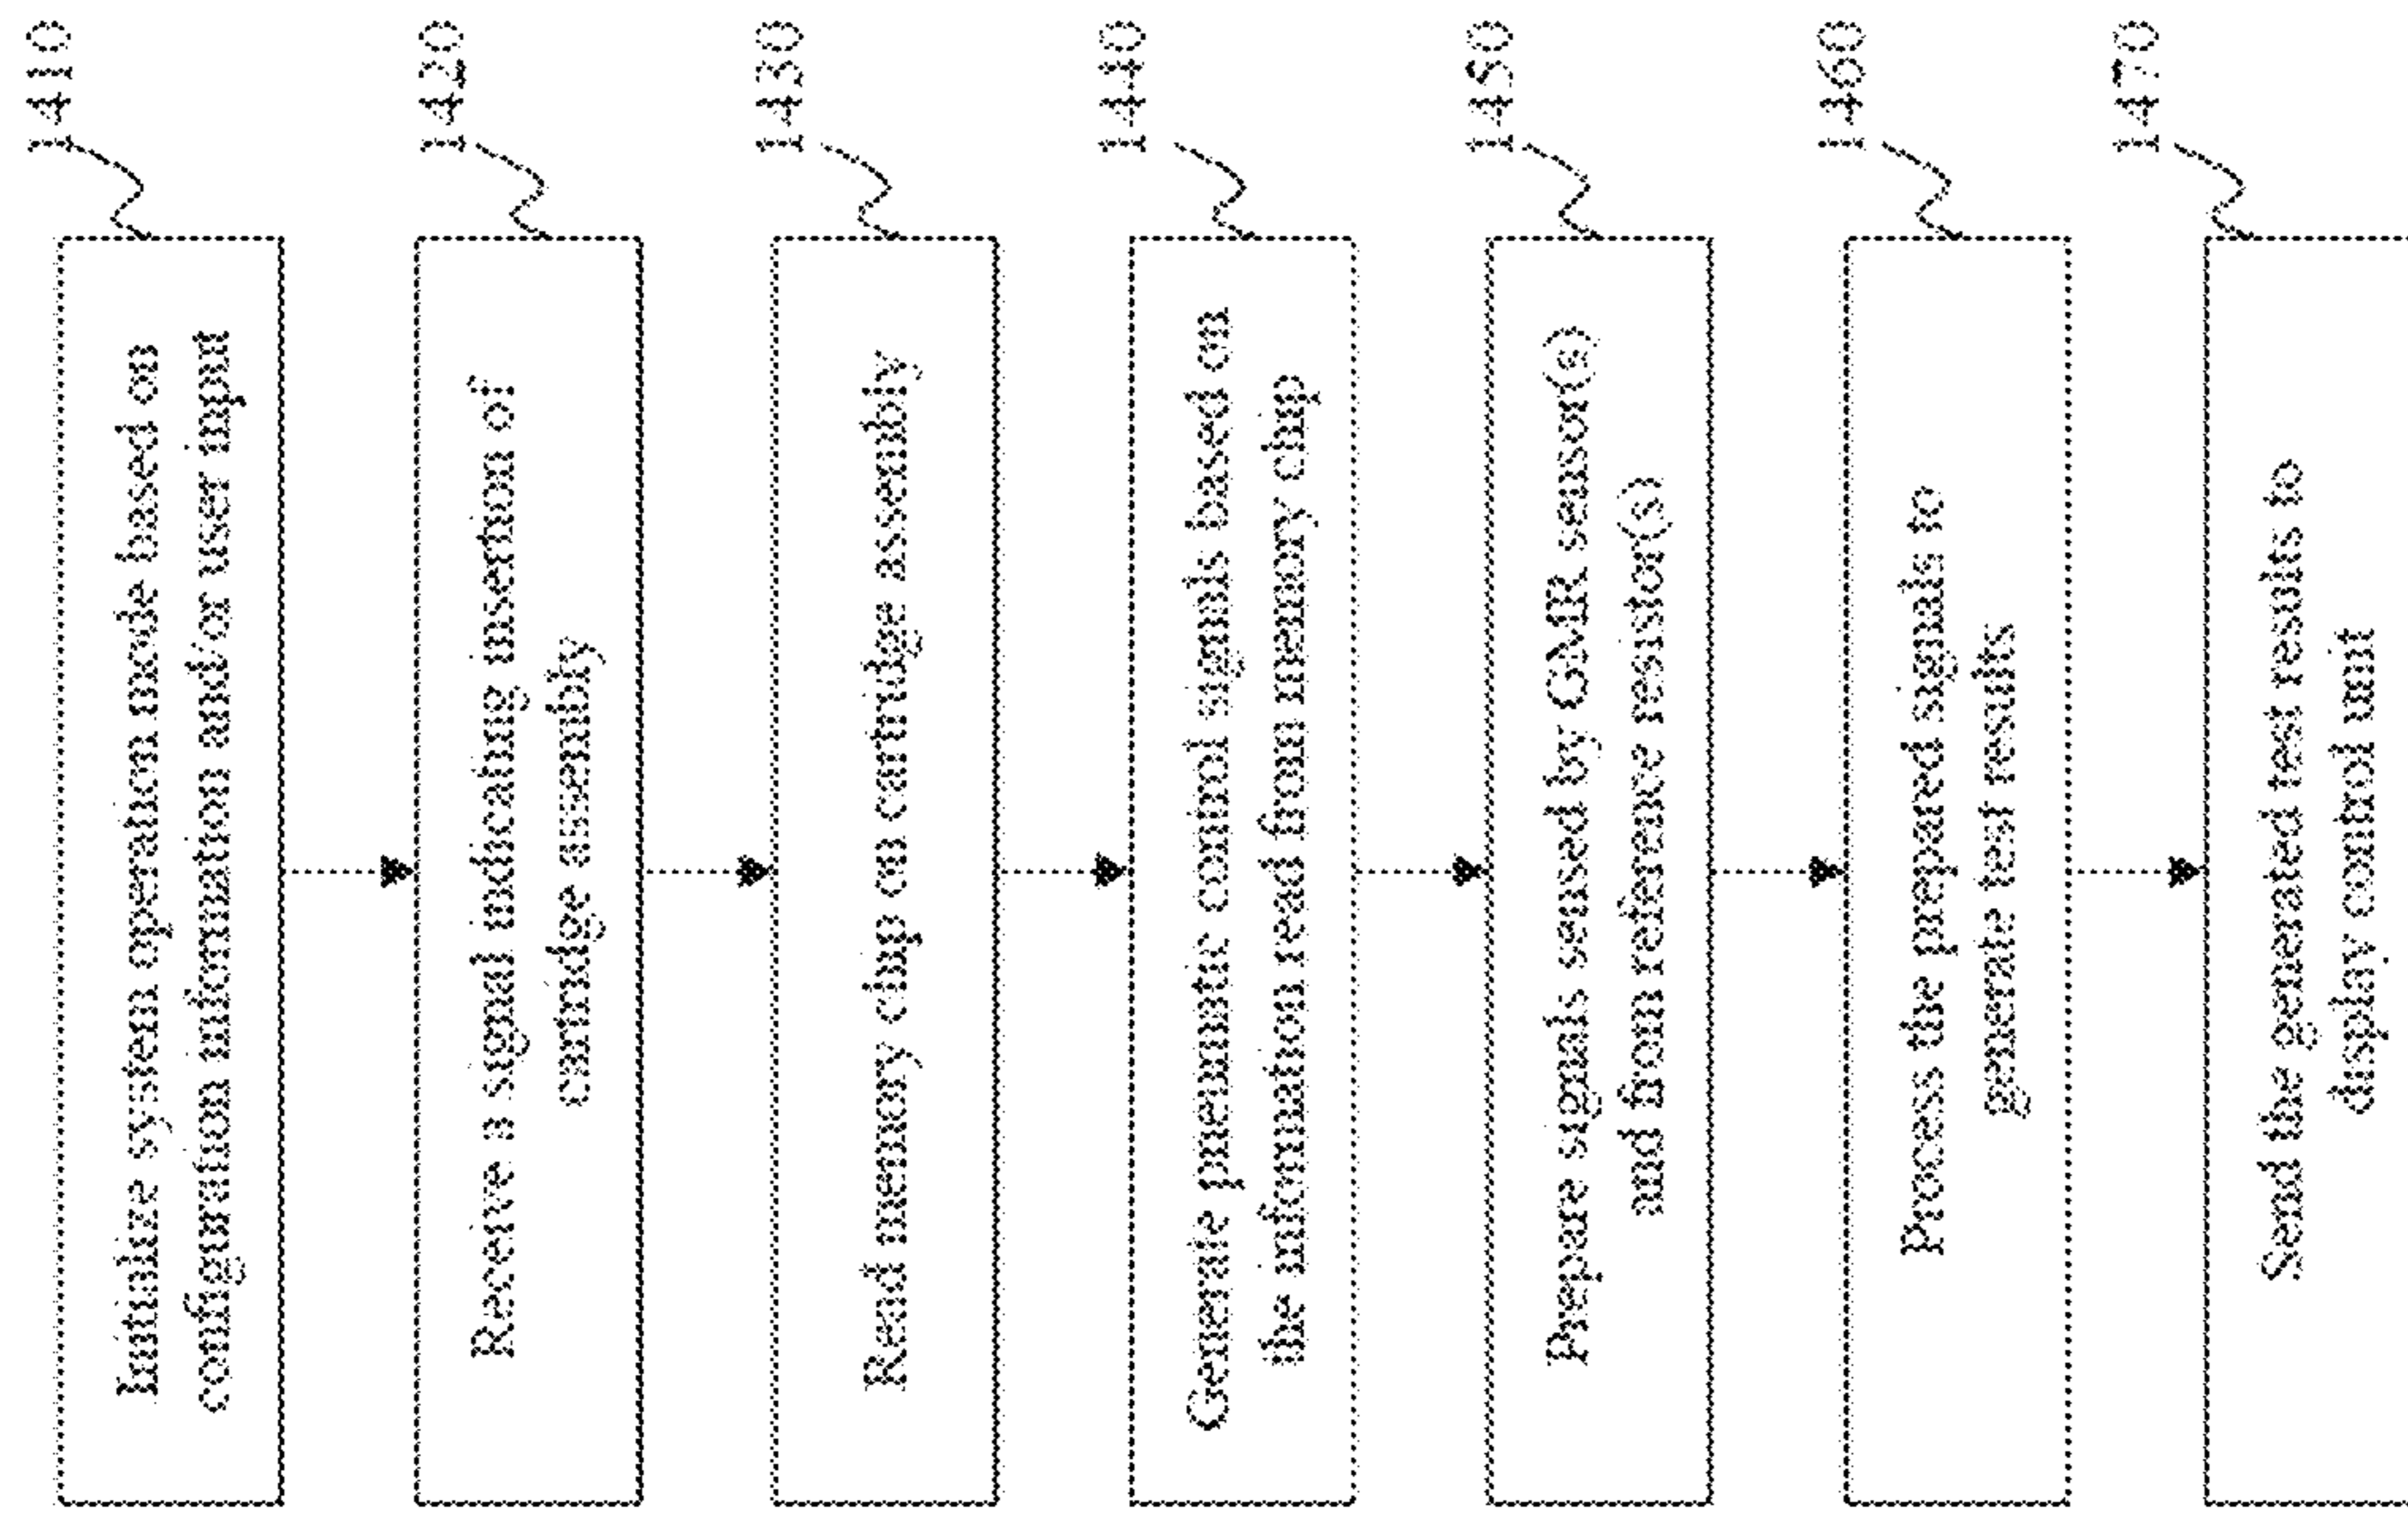 1410
Initialize system operation mode based on
configuration information and/or user input
1420
Receive a signal indicating insertion of
cartridge assembly
1430
Read memory chip on cartridge assembly
1440
Generate pneumatic control signals based on
the information read from memory chip
1450
Prepare signals sensed by GMR sensor(s)
and from reference resistor(s)
1460
Process the prepared signals to
generate test results
1470
Send the generated test results to
display control unit